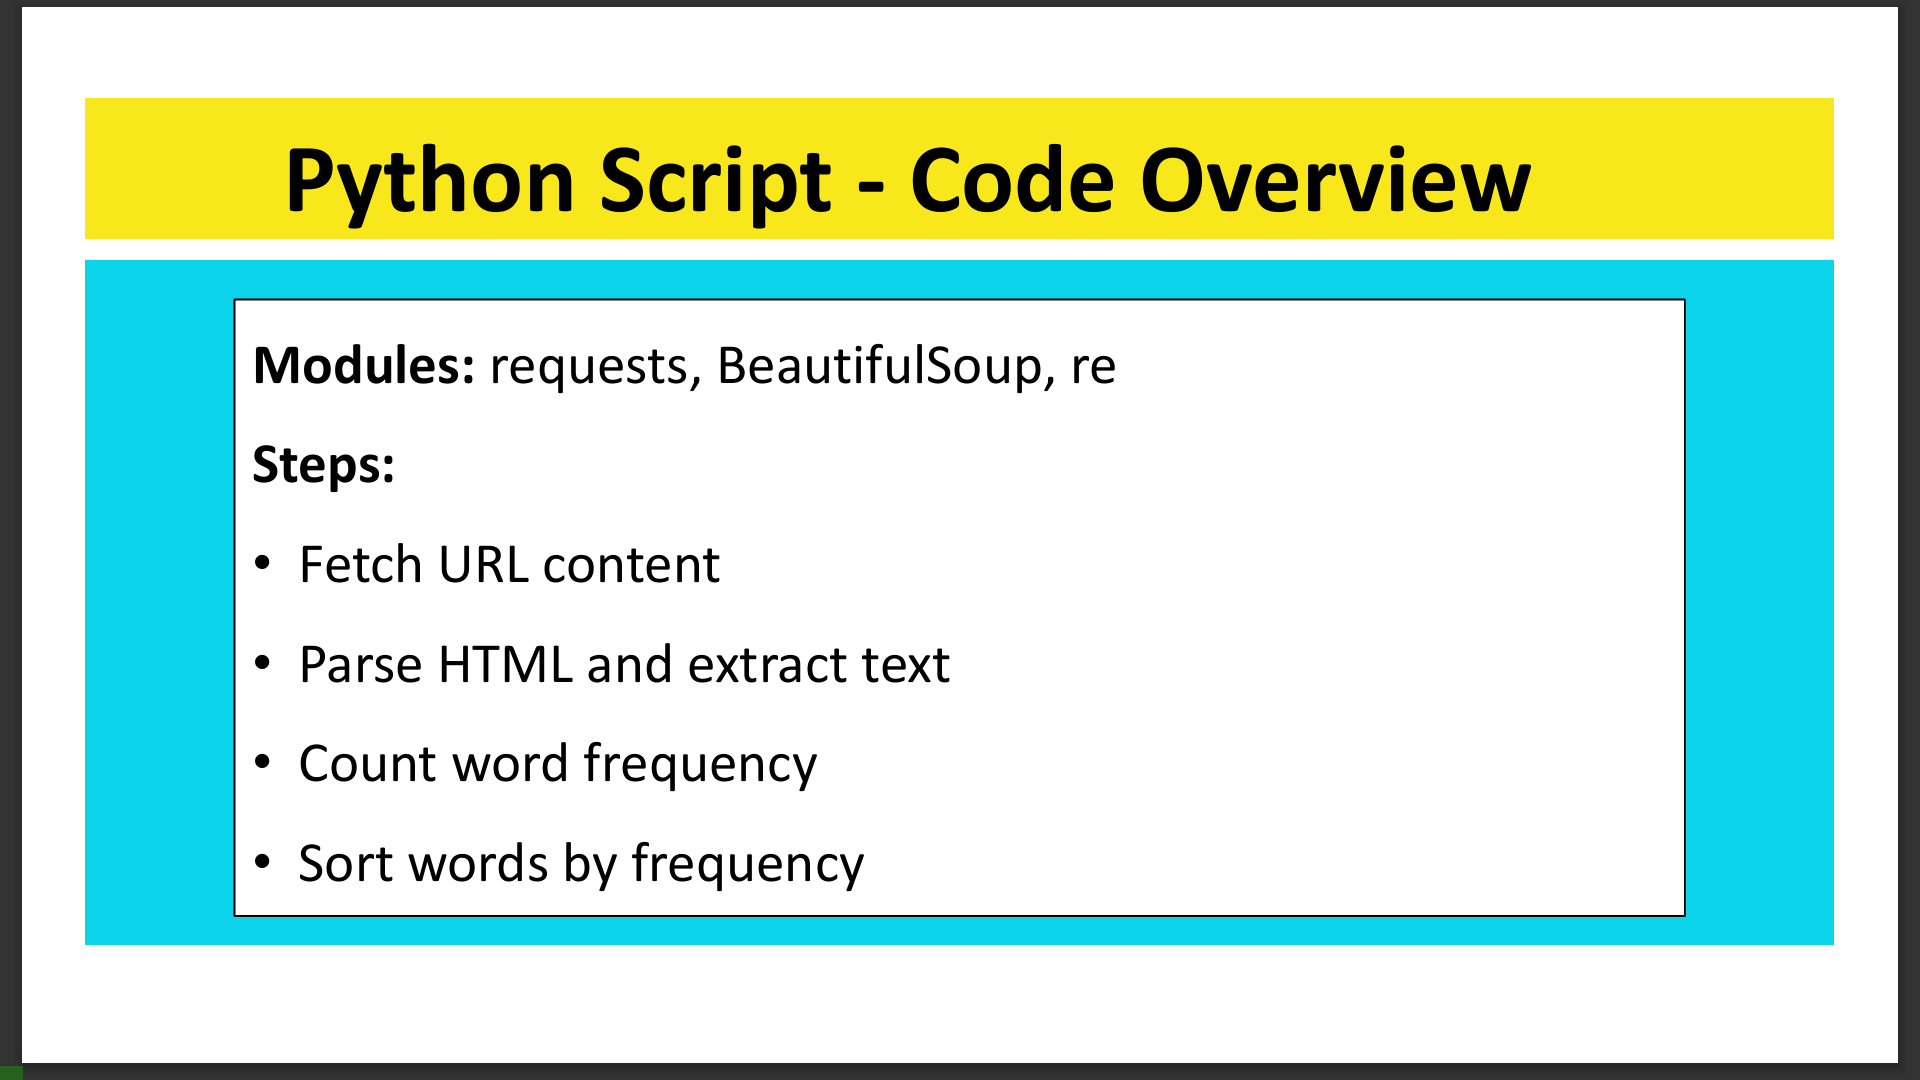 Python Script - Code Overview
Modules: requests, BeautifulSoup, re
Steps:
• Fetch URL content
• Parse HTML and extract text
• Count word frequency
• Sort words by frequency